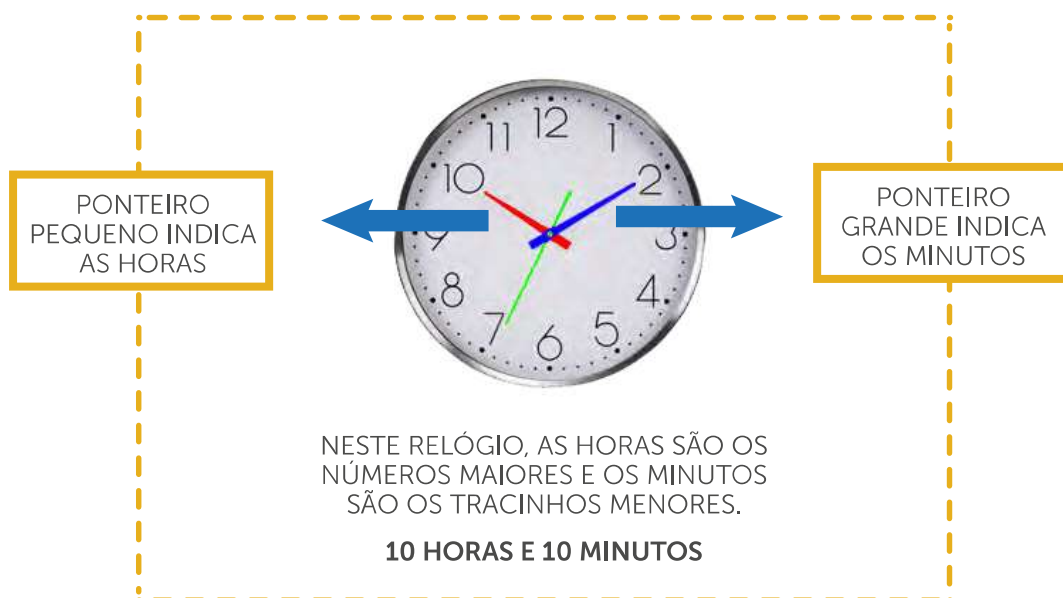 12
11
1
10
2
9
3
8
4
7
5
6
PONTEIRO
PEQUENO INDICA
AS HORAS
PONTEIRO
GRANDE INDICA
OS MINUTOS
NESTE RELÓGIO, AS HORAS SÃO OS
NÚMEROS MAIORES E OS MINUTOS
SÃO OS TRACINHOS MENORES.
10 HORAS E 10 MINUTOS